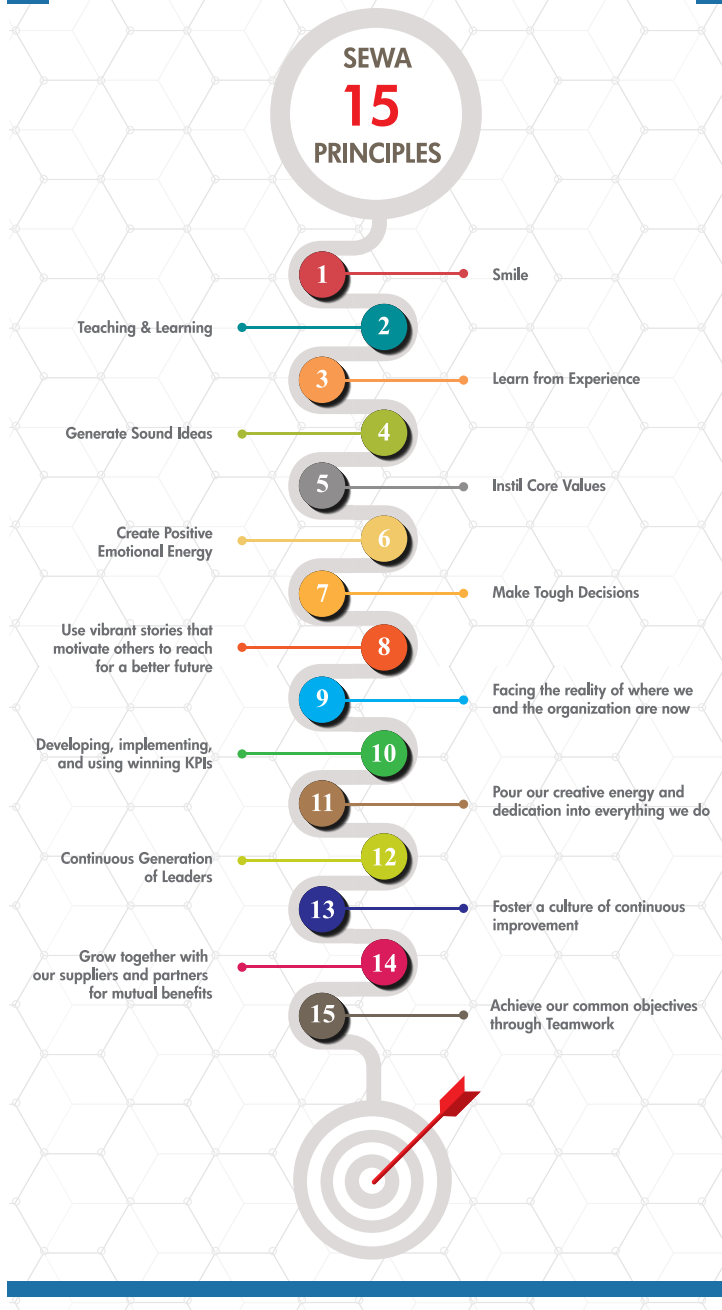 SEWA
15
PRINCIPLES
1
Smile
Teaching & Learning
2
3
Learn from Experience
Generate Sound Ideas
4
5
Instil Core Values
Create Positive
Emotional Energy
6
7
Make Tough Decisions
Use vibrant stories that
motivate others to reach
for a better future
8
9
Facing the reality of where we
and the organization are now
Developing, implementing,
and using winning KPIs
10
11
Pour our creative energy and
dedication into everything we do
Continuous Generation
of Leaders
12
13
Foster a culture of continuous
improvement
Grow together with
our suppliers and partners
for mutual benefits
14
15
Achieve our common objectives
through Teamwork